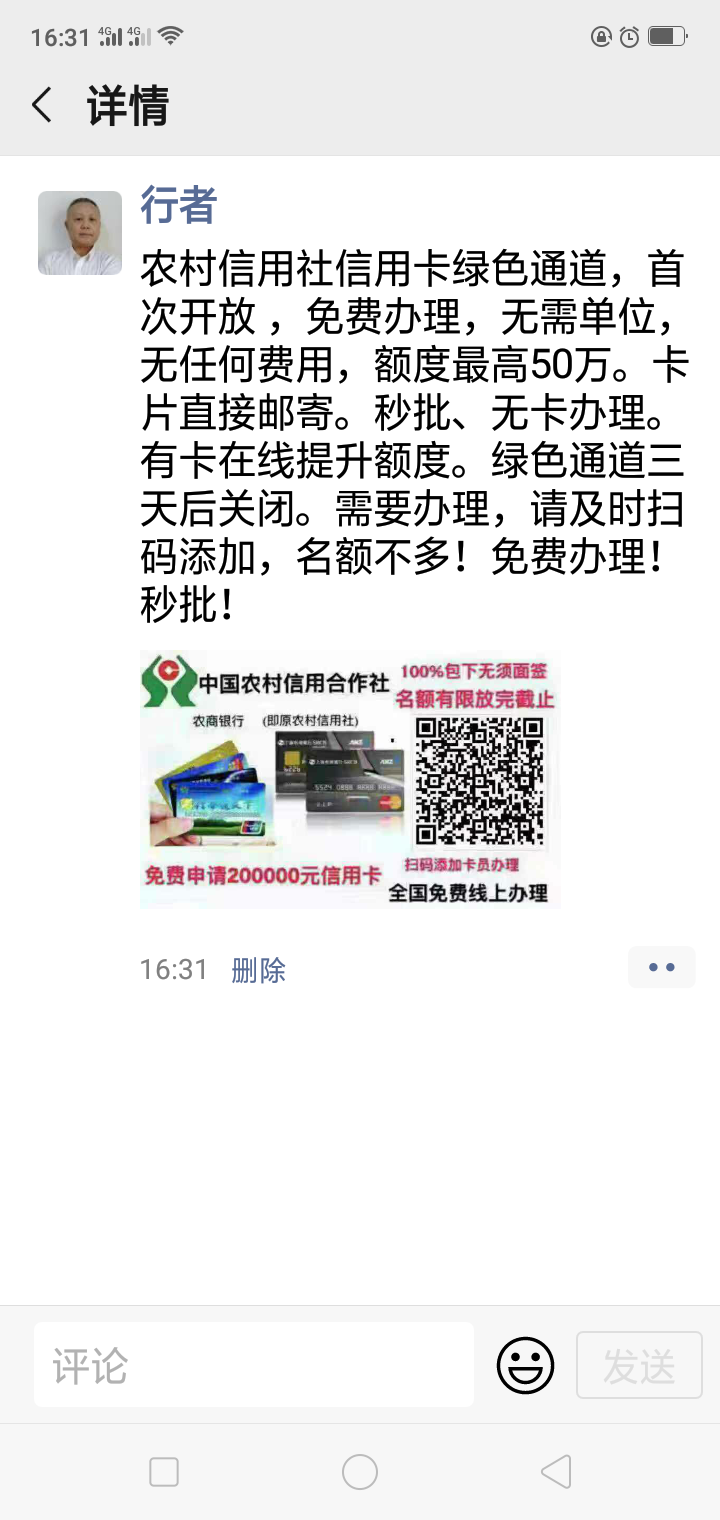 16:31 4G 4G
详情
行者
农村信用社信用卡绿色通道，首
次开放 ，免费办理，无需单位，
无任何费用，额度最高50万。卡
片直接邮寄。秒批、无卡办理。
有卡在线提升额度。绿色通道三
天后关闭。需要办理，请及时扫
码添加，名额不多！免费办理！
秒批！
中国农村信用合作社
100%包下无须面签
名额有限放完截止
农商银行 (即原农村信用社)
扫码添加卡员办理
免费申请200000元信用卡
全国免费线上办理
16:31 删除
评论
发送